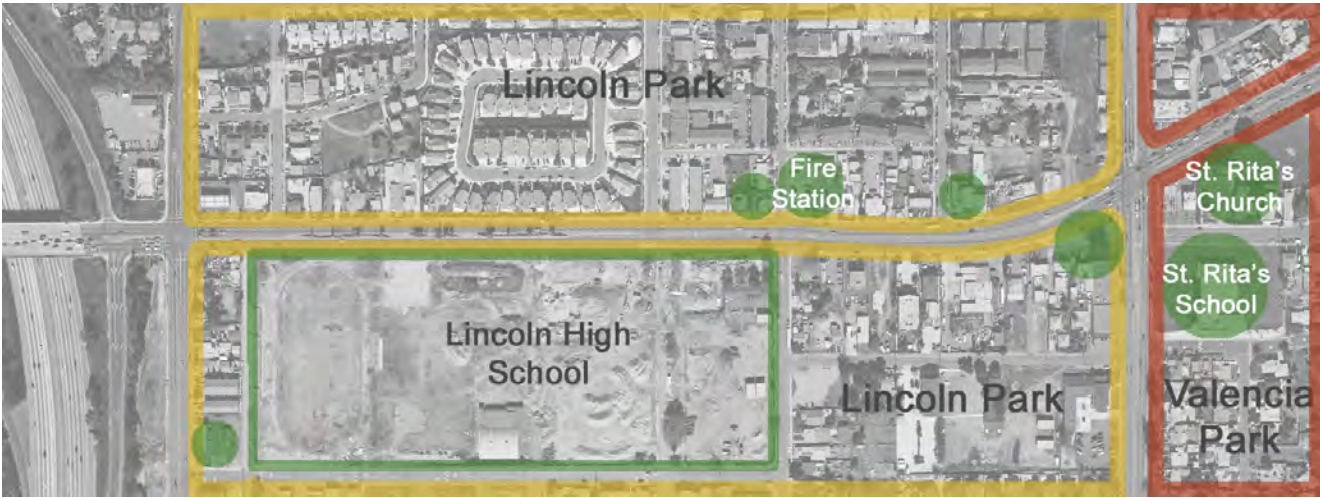 Lincoln Park
Fire
Station
St. Rita's
Church
St. Rita's
School
Lincoln High
School
Lincoln Park
Valencia
Park